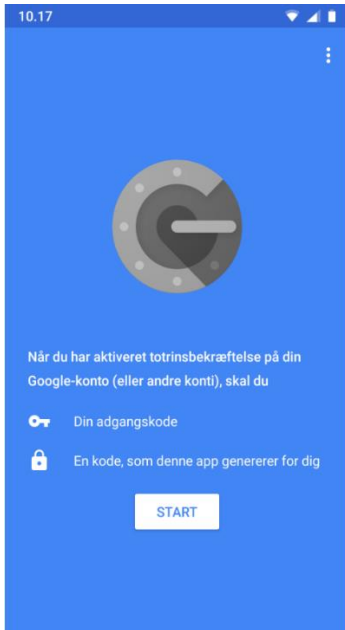 10.17
Når du har aktiveret totrinsbekræftelse på din
Google-konto (eller andre konti), skal du
Din adgangskode
En kode, som denne app genererer for dig
START